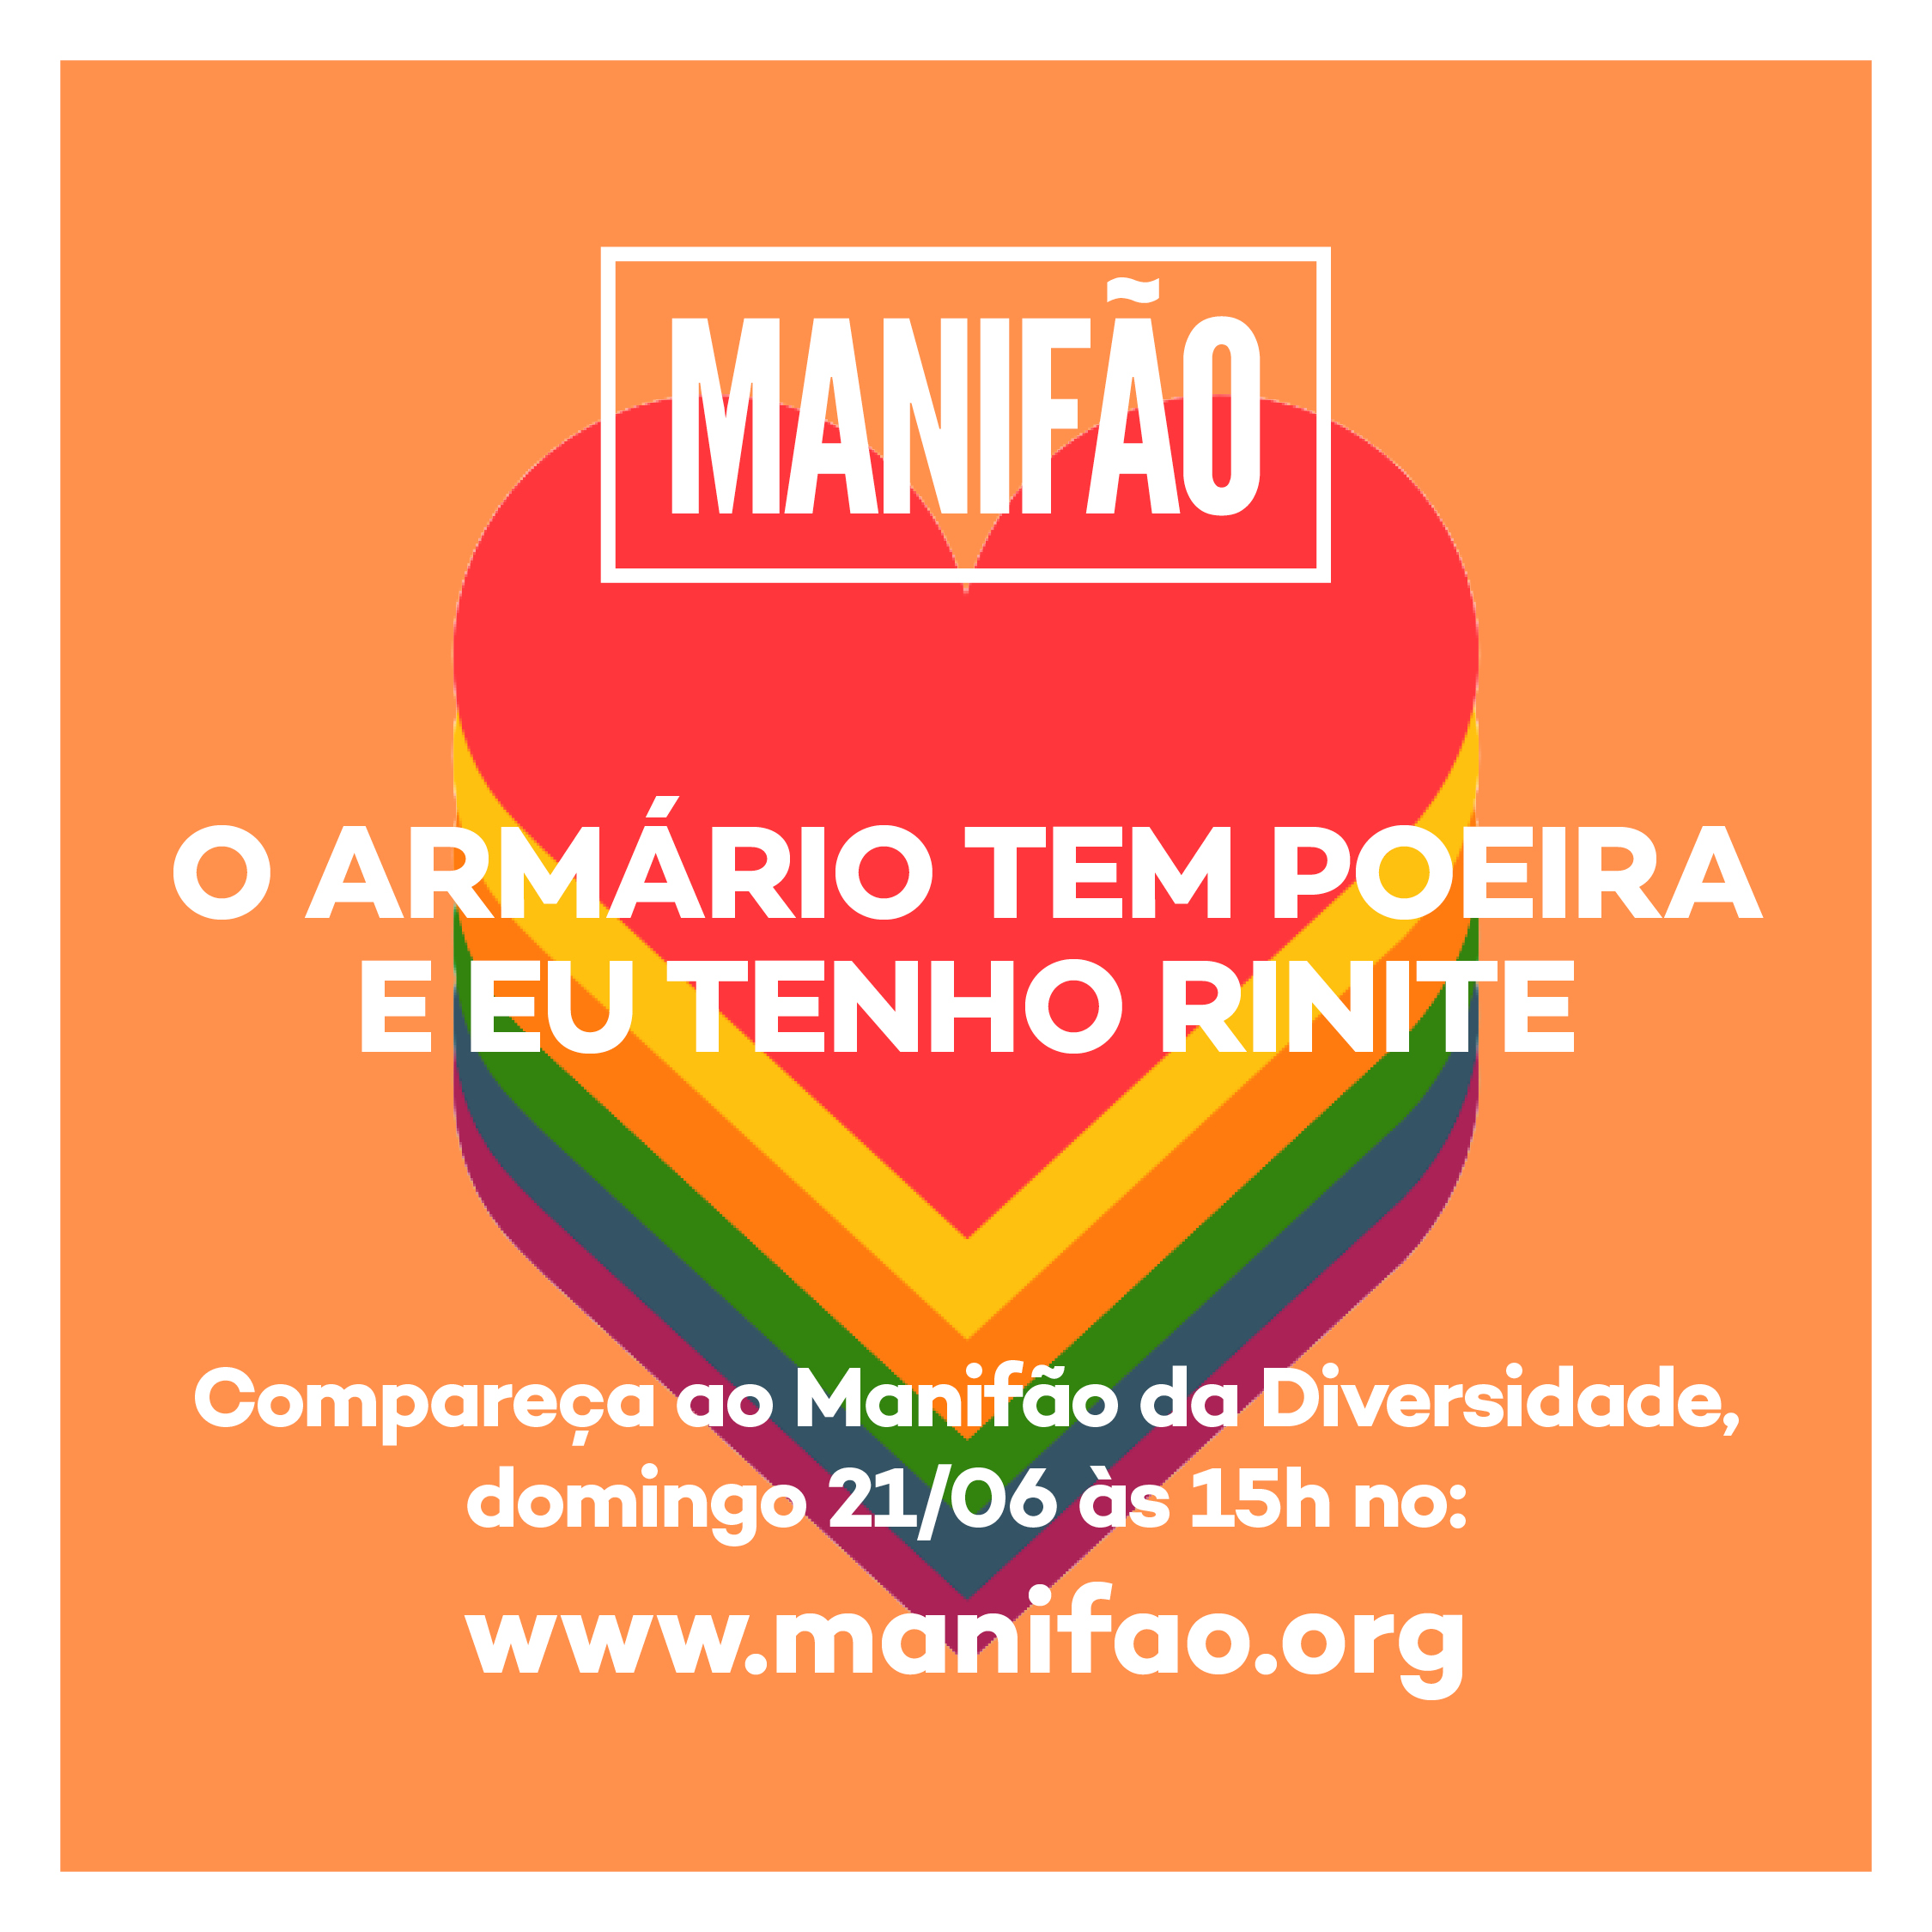 MANIFÃO
O ARMÁRIO TEM POEIRA
E EU TENHO RINITE
Compareça ao Manifão da Diversidade,
domingo 21/06 às 15h no:
www.manifao.org